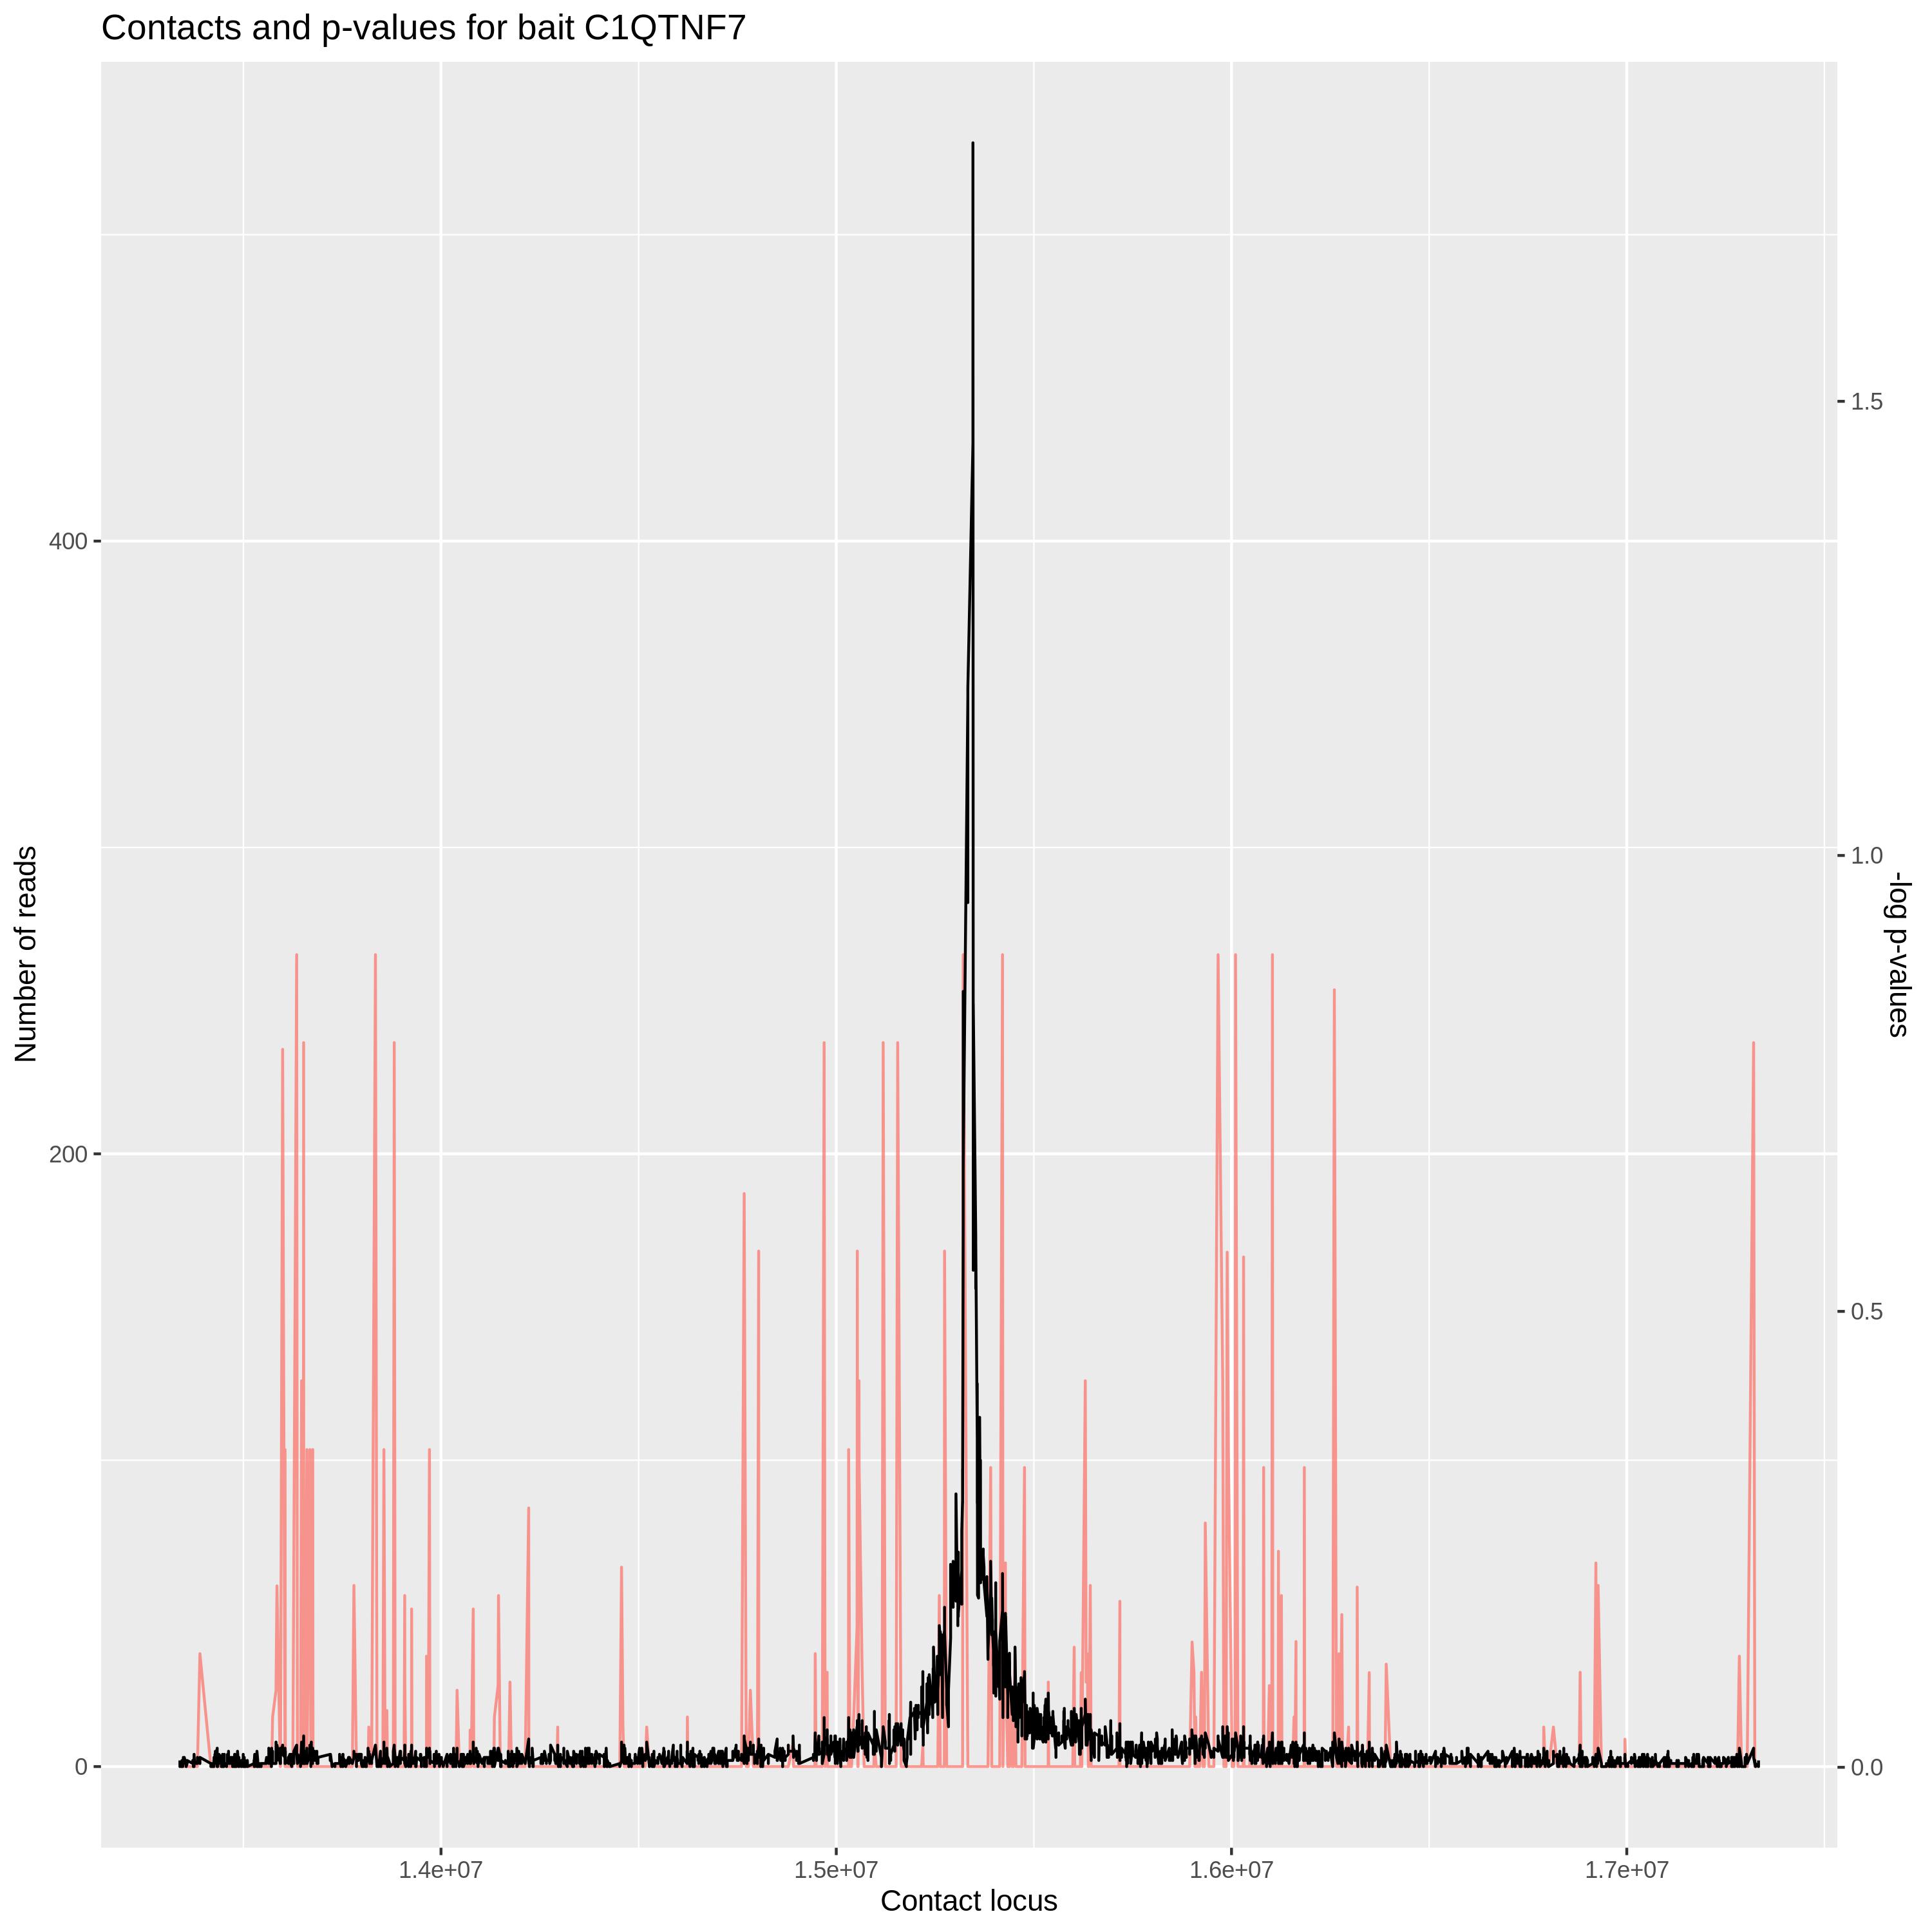 Contacts and p-values for bait C1QTNF7
Number of reads
400
200
0
1.5
1.0
0.5
0.0
-log p-values
1.4e+07
1.5e+07
1.6e+07
1.7e+07
Contact locus